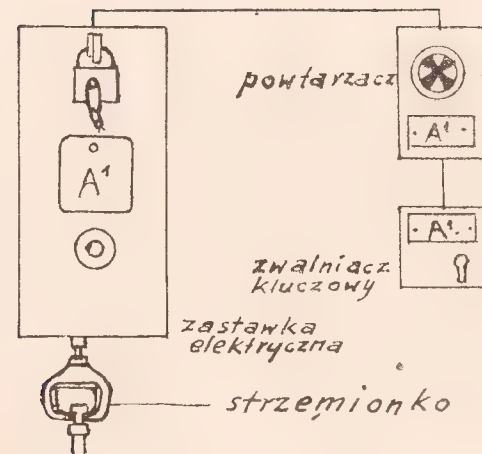 powtarzacz
· A¹ ·
A¹
· A¹ ·
zwalniacz
kluczowy
zastawka
elektryczna
strzemionko